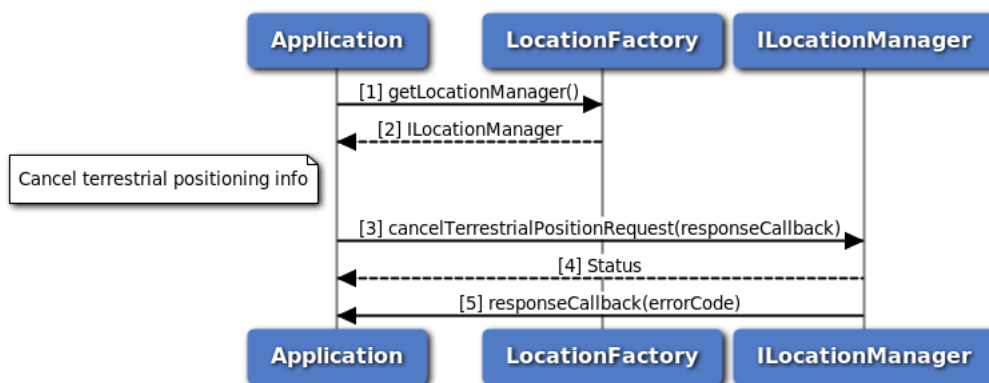 Application LocationFactory ILocationManager
[1] getLocationManager()
[2] ILocationManager
Cancel terrestrial positioning info
[3] cancelTerrestrialPositionRequest(responseCallback)
[4] Status
[5] responseCallback(errorCode)
Application LocationFactory ILocationManager